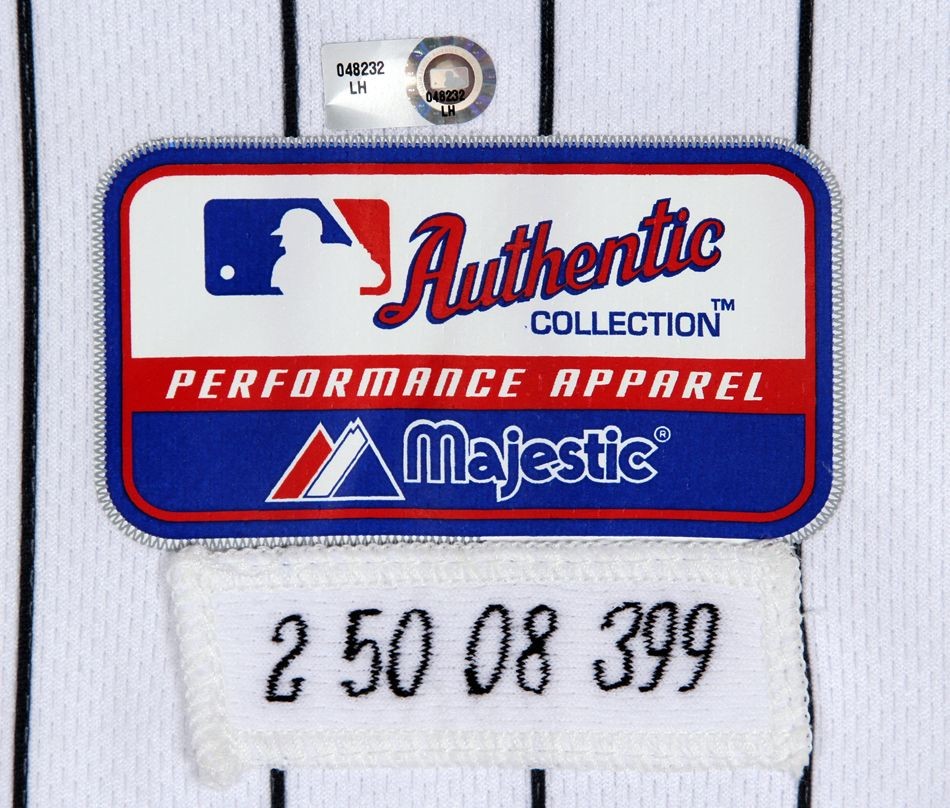 048232
LH
048232
LH
Authentic
COLLECTION™
PERFORMANCE APPAREL
Majestic®
2 50 08 399